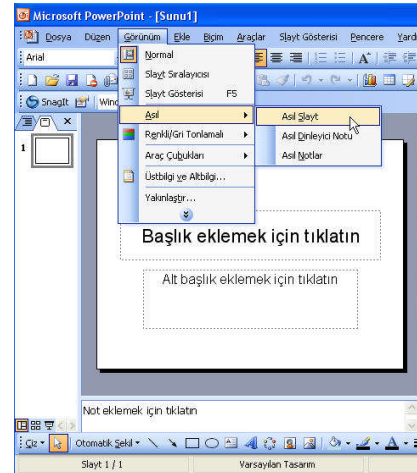 Microsoft PowerPoint - [Sunu1]
Dosya Düzen Görünüm Ekle Biçim Araçlar Slayt Gösterisi Pencere Yard
Arial
Normal
Slayt Sıralayıcısı
Slayt Gösterisi F5
SnagIt Wind
Asıl
Asıl Slayt
Renkli/Gri Tonlamalı
Asıl Dinleyici Notu
Araç Çubukları
Asıl Notlar
Üstbilgi ve Altbilgi...
Yakınlaştır...
1
Başlık eklemek için tıklatın
Alt başlık eklemek için tıklatın
Not eklemek için tıklatın
Çiz Otomatik Şekil
Slayt 1 / 1 Varsayılan Tasarım